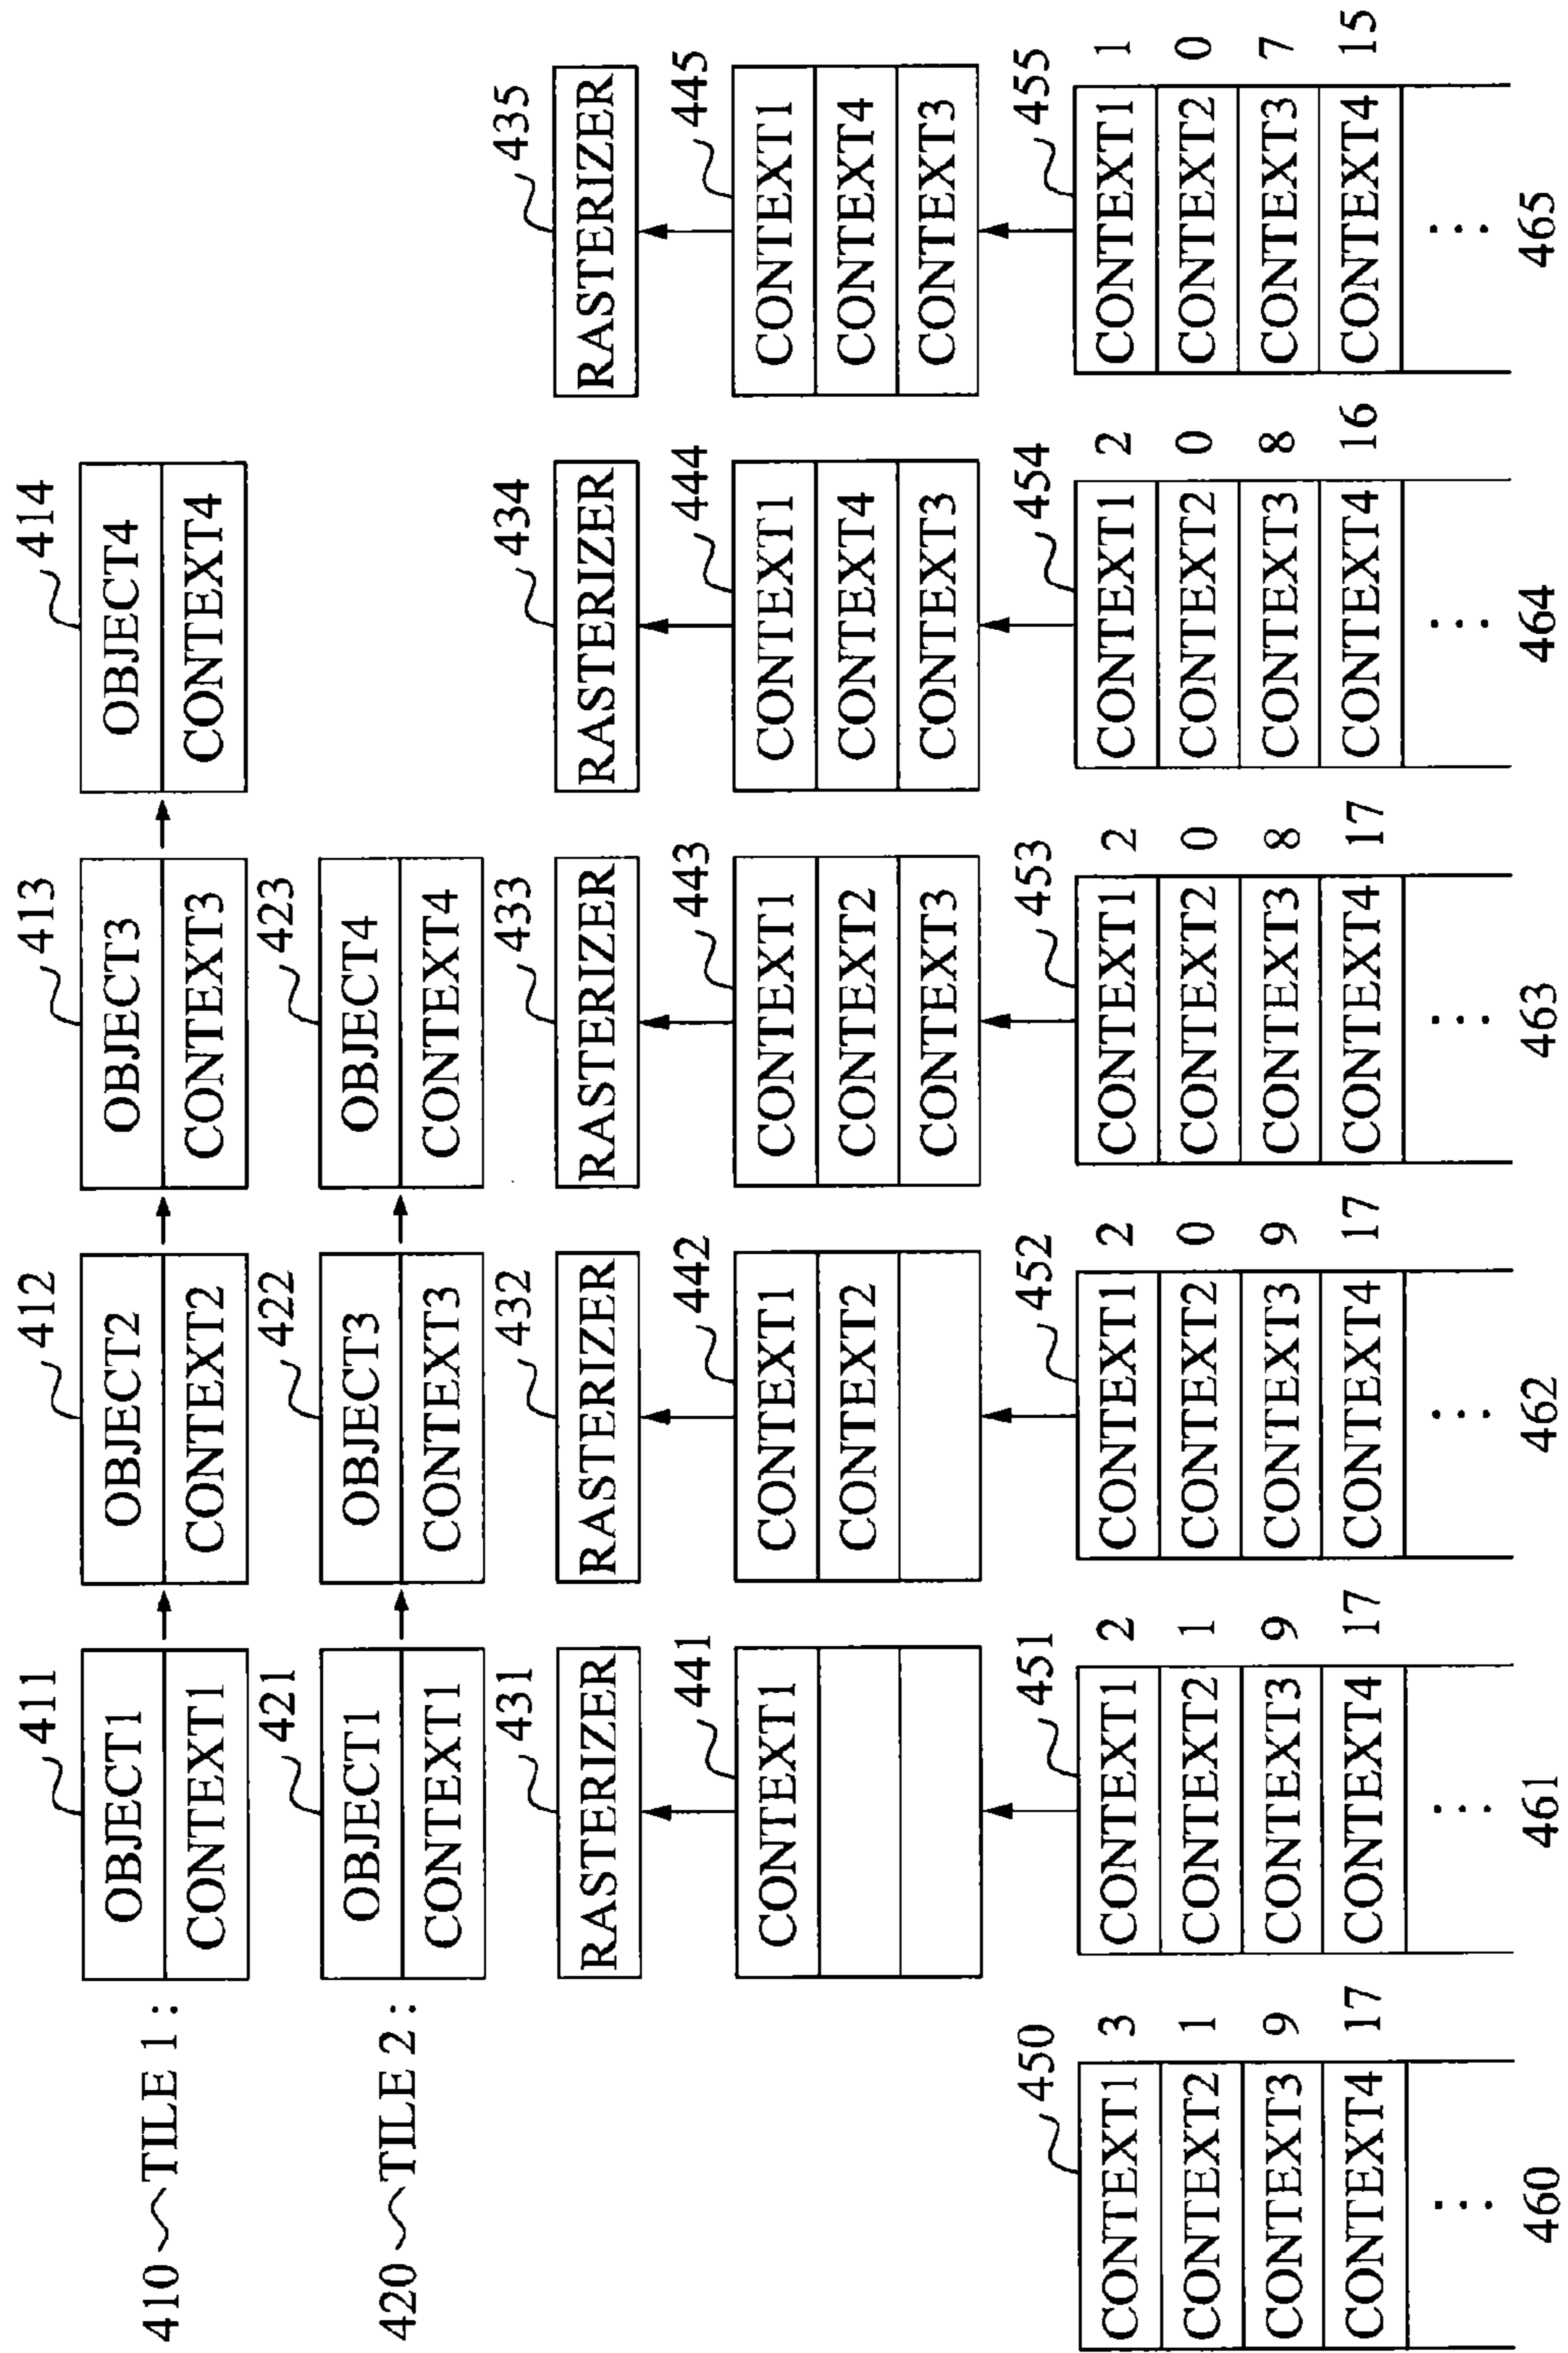 410 TILE 1 :
411
OBJECT1
CONTEXT1
412
OBJECT2
CONTEXT2
413
OBJECT3
CONTEXT3
414
OBJECT4
CONTEXT4
420 TILE 2 :
421
OBJECT1
CONTEXT1
422
OBJECT3
CONTEXT3
423
OBJECT4
CONTEXT4
431
RASTERIZER
432
RASTERIZER
433
RASTERIZER
434
RASTERIZER
435
RASTERIZER
441
CONTEXT1
442
CONTEXT1
CONTEXT2
443
CONTEXT1
CONTEXT2
CONTEXT3
444
CONTEXT1
CONTEXT4
CONTEXT3
445
CONTEXT1
CONTEXT4
CONTEXT3
450
CONTEXT1 3
CONTEXT2 1
CONTEXT3 9
CONTEXT4 17
⋮
460
451
CONTEXT1 2
CONTEXT2 1
CONTEXT3 9
CONTEXT4 17
⋮
461
452
CONTEXT1 2
CONTEXT2 0
CONTEXT3 9
CONTEXT4 17
⋮
462
453
CONTEXT1 2
CONTEXT2 0
CONTEXT3 8
CONTEXT4 17
⋮
463
454
CONTEXT1 2
CONTEXT2 0
CONTEXT3 8
CONTEXT4 16
⋮
464
455
CONTEXT1 1
CONTEXT2 0
CONTEXT3 7
CONTEXT4 15
⋮
465